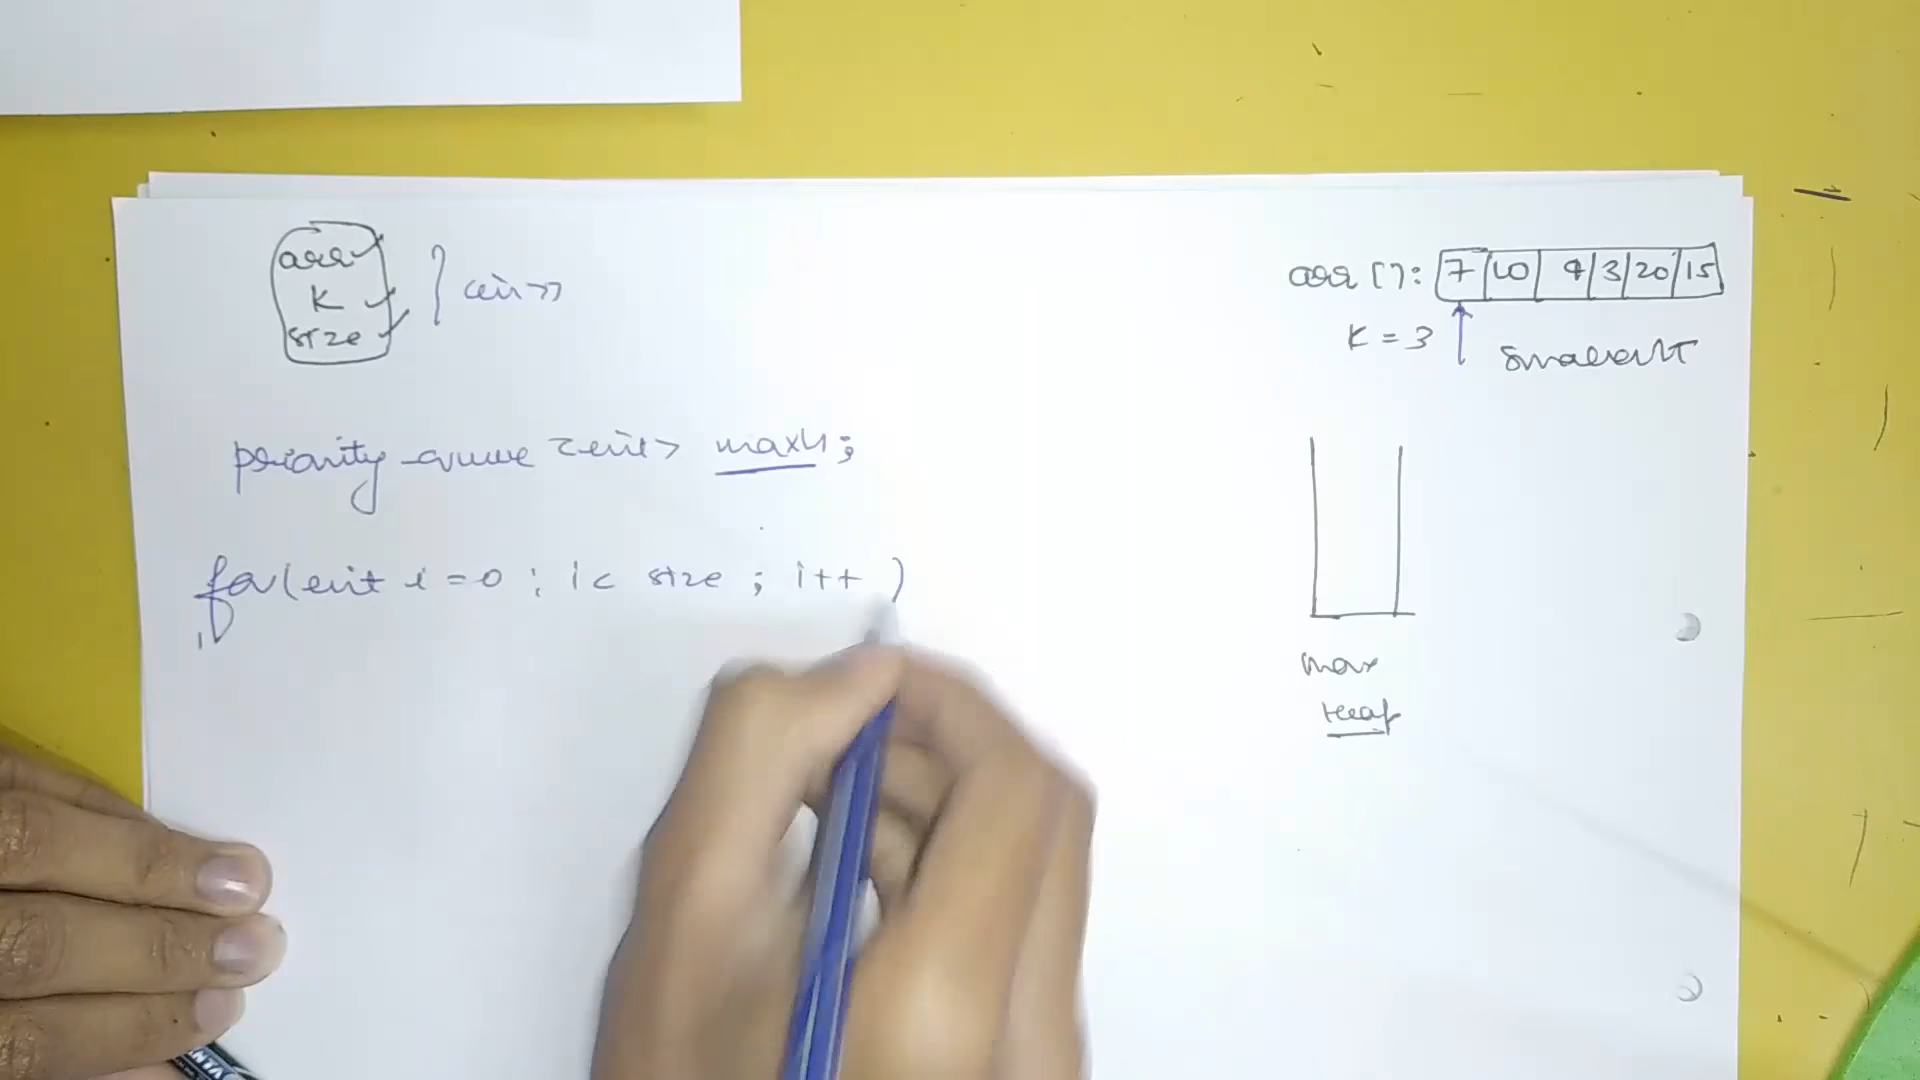 arr
K
size
} cin>>
arr []: 7 10 4 3 20 15
K = 3
smallest
priority_queue <int> maxh;
for(int i = 0 ; i < size ; i++ )
max
Heap